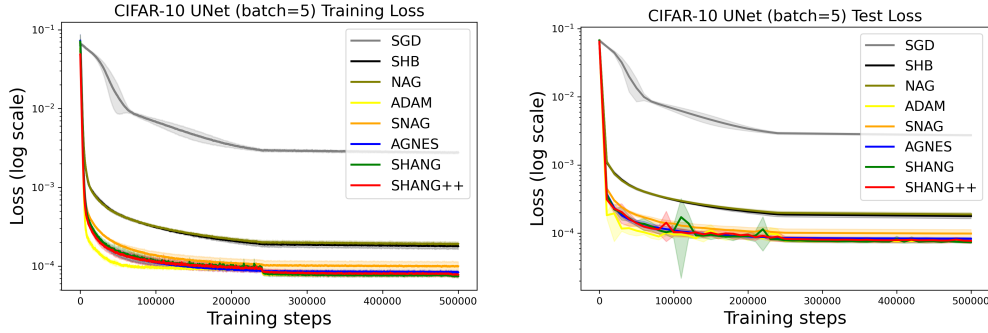 CIFAR-10 UNet (batch=5) Training Loss
Loss (log scale)
10⁻¹
10⁻²
10⁻³
10⁻⁴
SGD
SHB
NAG
ADAM
SNAG
AGNES
SHANG
SHANG++
0 100000 200000 300000 400000 500000
Training steps
CIFAR-10 UNet (batch=5) Test Loss
Loss (log scale)
10⁻¹
10⁻²
10⁻³
10⁻⁴
SGD
SHB
NAG
ADAM
SNAG
AGNES
SHANG
SHANG++
0 100000 200000 300000 400000 500000
Training steps